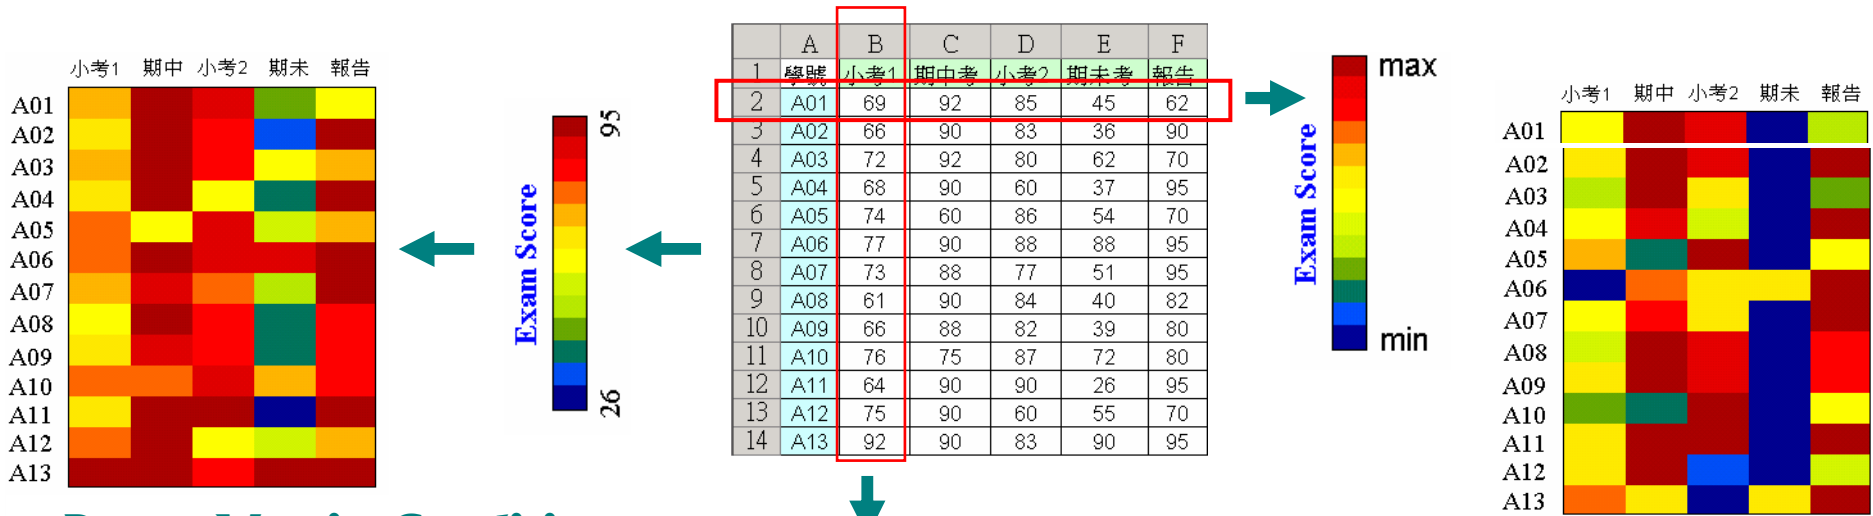 小考1 期中 小考2 期末 報告
A01
A02
A03
A04
A05
A06
A07
A08
A09
A10
A11
A12
A13
Exam Score
95
26
A B C D E F
1 學號 小考1 期中考 小考2 期末考 報告
2 A01 69 92 85 45 62
3 A02 66 90 83 36 90
4 A03 72 92 80 62 70
5 A04 68 90 60 37 95
6 A05 74 60 86 54 70
7 A06 77 90 88 88 95
8 A07 73 88 77 51 95
9 A08 61 90 84 40 82
10 A09 66 88 82 39 80
11 A10 76 75 87 72 80
12 A11 64 90 90 26 95
13 A12 75 90 60 55 70
14 A13 92 90 83 90 95
Exam Score
max
min
小考1 期中 小考2 期末 報告
A01
A02
A03
A04
A05
A06
A07
A08
A09
A10
A11
A12
A13